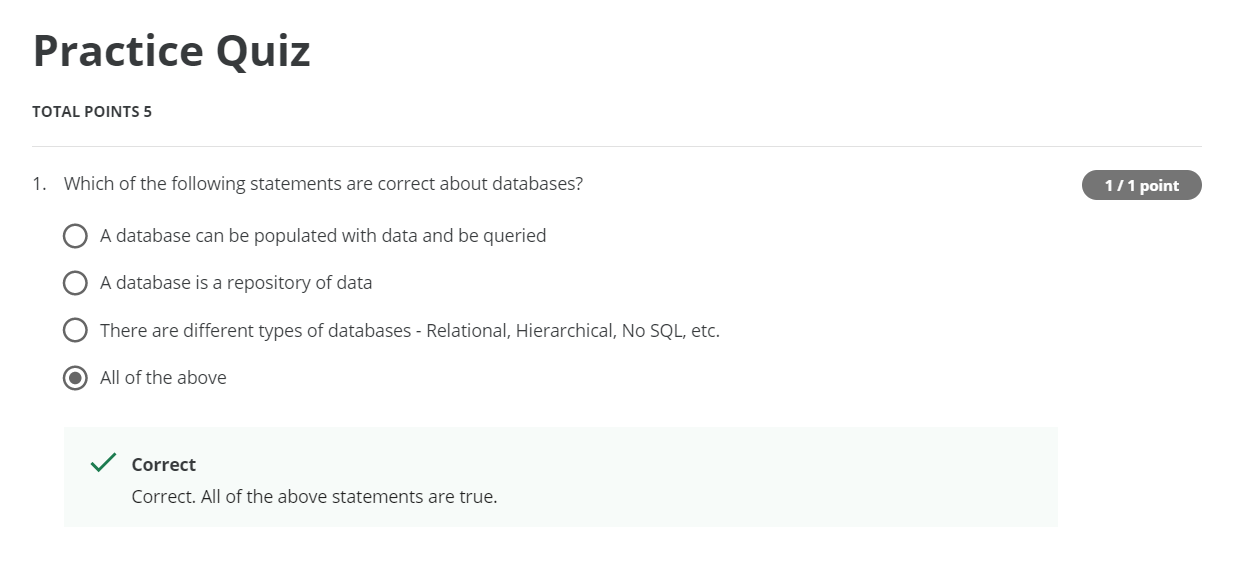 Practice Quiz
TOTAL POINTS 5
1. Which of the following statements are correct about databases?
1 / 1 point
A database can be populated with data and be queried
A database is a repository of data
There are different types of databases - Relational, Hierarchical, No SQL, etc.
All of the above
Correct
Correct. All of the above statements are true.